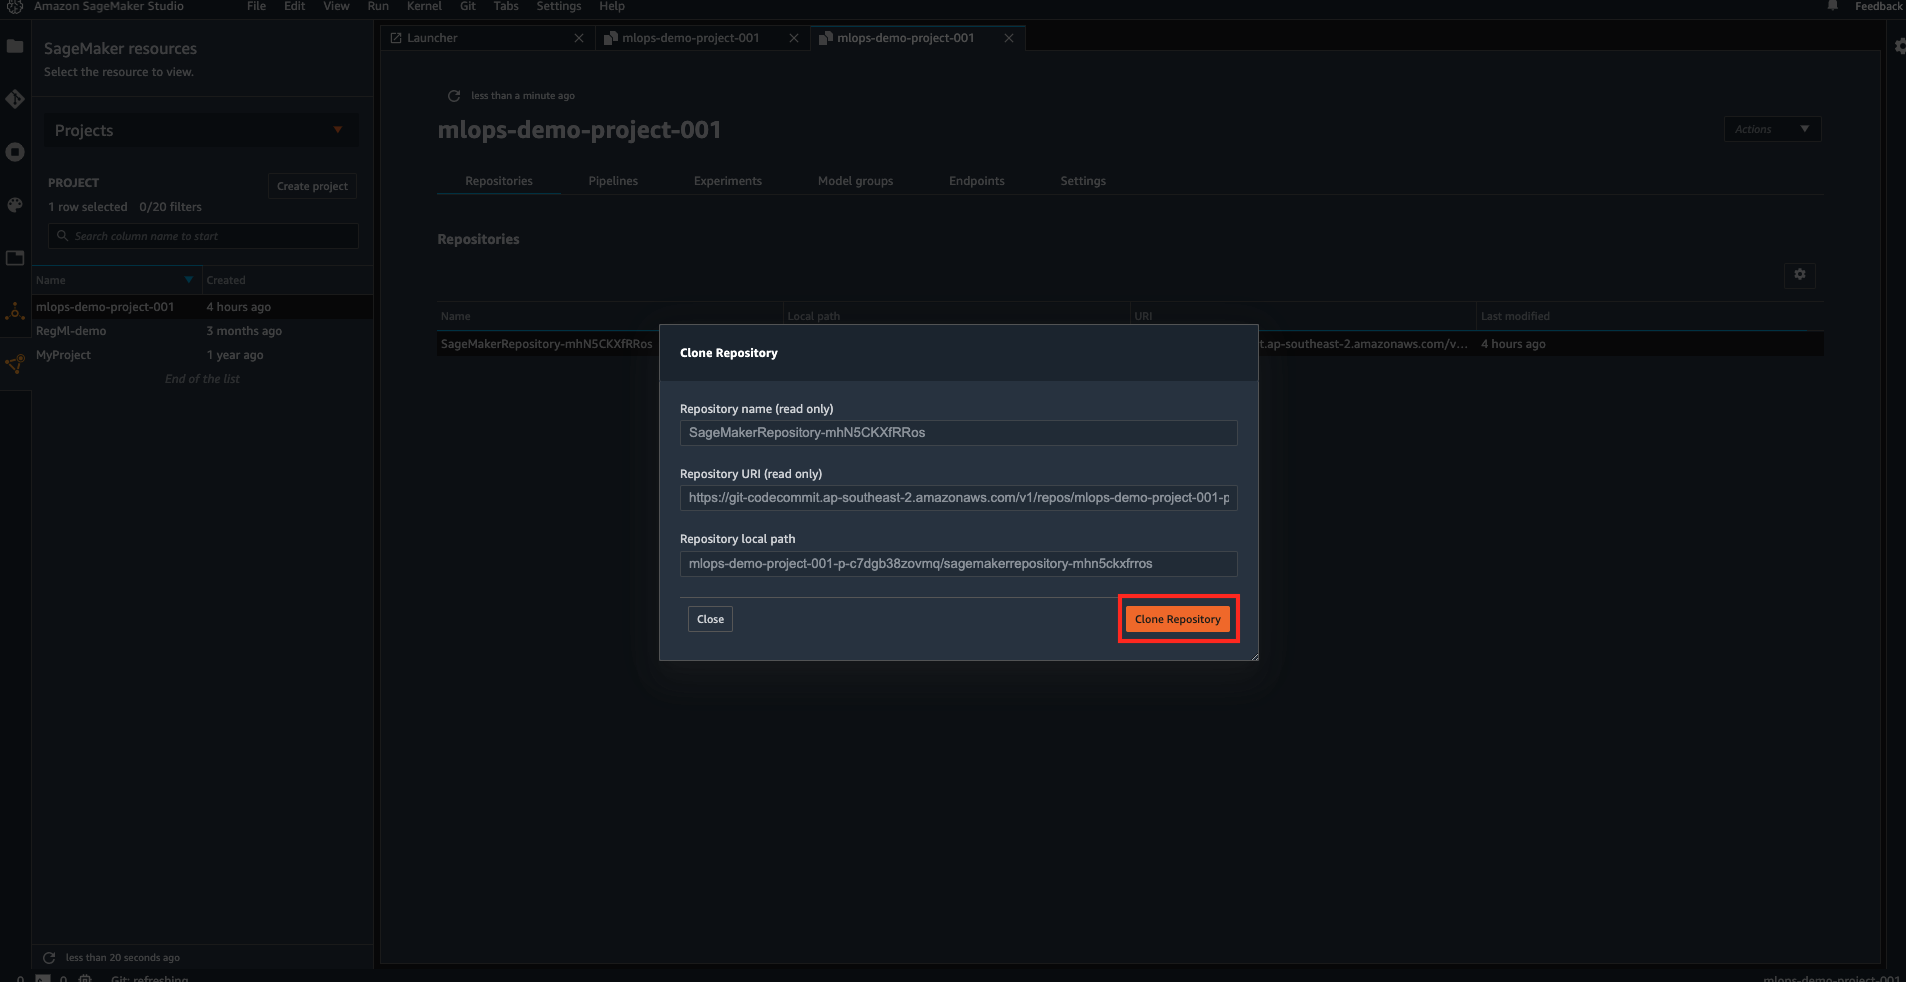 Amazon SageMaker Studio File Edit View Run Kernel Git Tabs Settings Help Feedback
SageMaker resources
Select the resource to view.
Projects
PROJECT
Create project
1 row selected 0/20 filters
Search column name to start
Name Created
mlops-demo-project-001 4 hours ago
RegMl-demo 3 months ago
MyProject 1 year ago
End of the list
less than 20 seconds ago
Launcher mlops-demo-project-001 mlops-demo-project-001
less than a minute ago
mlops-demo-project-001
Actions
Repositories Pipelines Experiments Model groups Endpoints Settings
Repositories
Name Local path URI Last modified
SageMakerRepository-mhN5CKXfRRos t.ap-southeast-2.amazonaws.com/v... 4 hours ago
Clone Repository
Repository name (read only)
SageMakerRepository-mhN5CKXfRRos
Repository URI (read only)
https://git-codecommit.ap-southeast-2.amazonaws.com/v1/repos/mlops-demo-project-001-p
Repository local path
mlops-demo-project-001-p-c7dgb38zovmq/sagemakerrepository-mhn5ckxfrros
Close Clone Repository
0 0 Git: refreshing mlops-demo-project-001